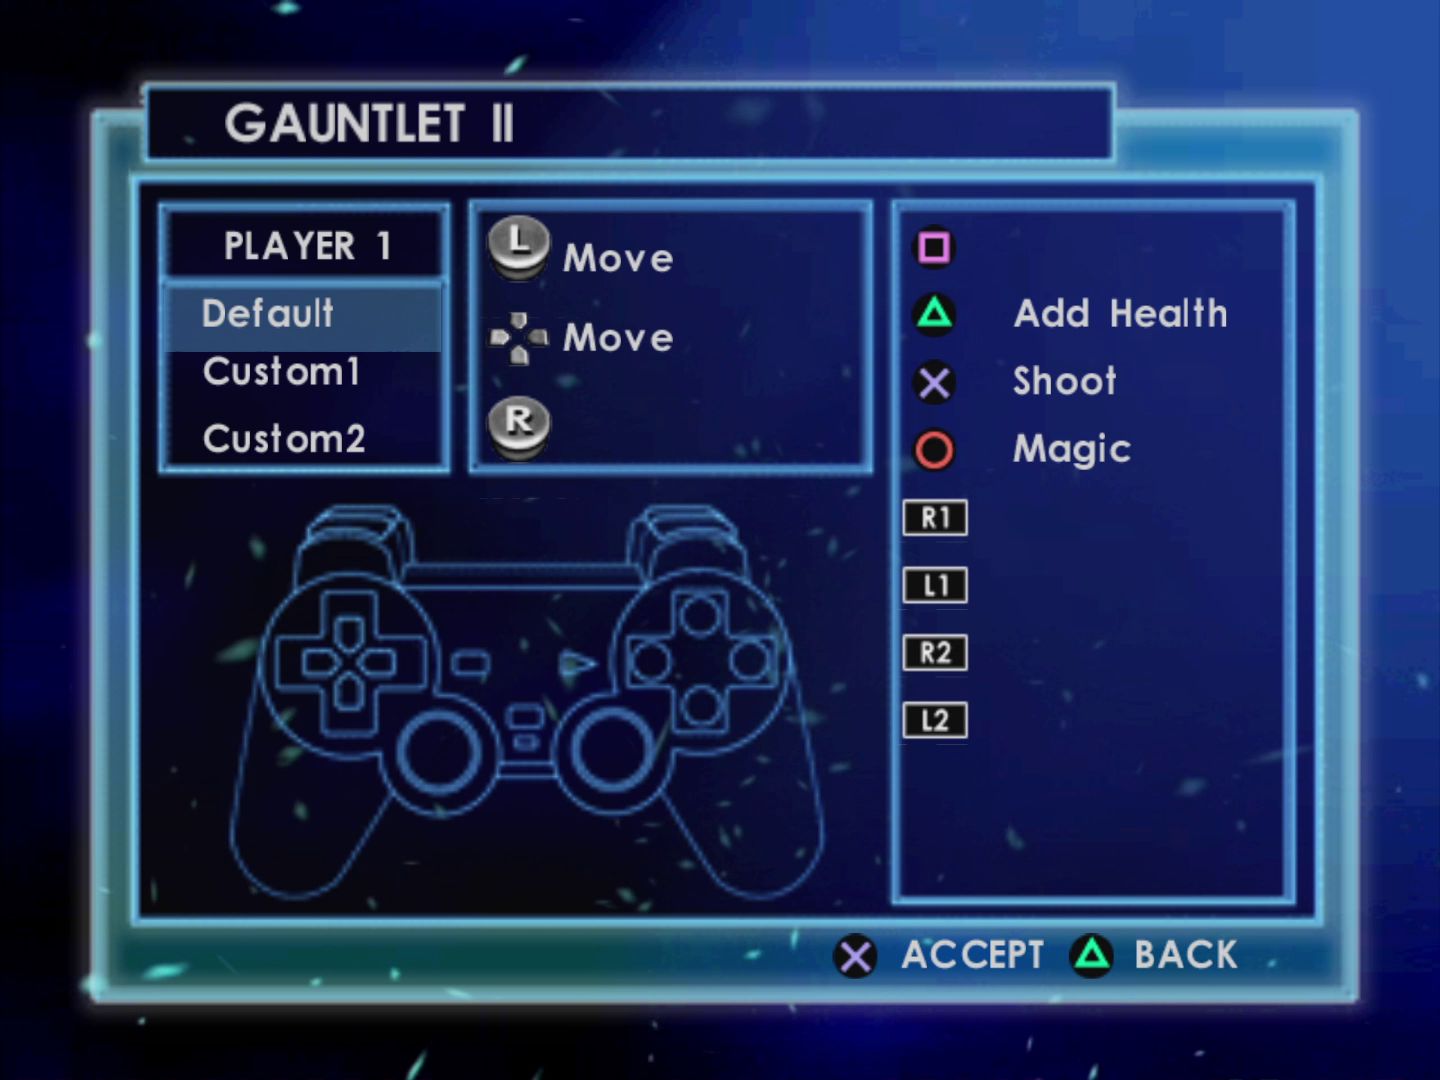 GAUNTLET II
PLAYER 1
Default
Custom1
Custom2
L Move
Move
R
Add Health
Shoot
Magic
R1
L1
R2
L2
ACCEPT BACK